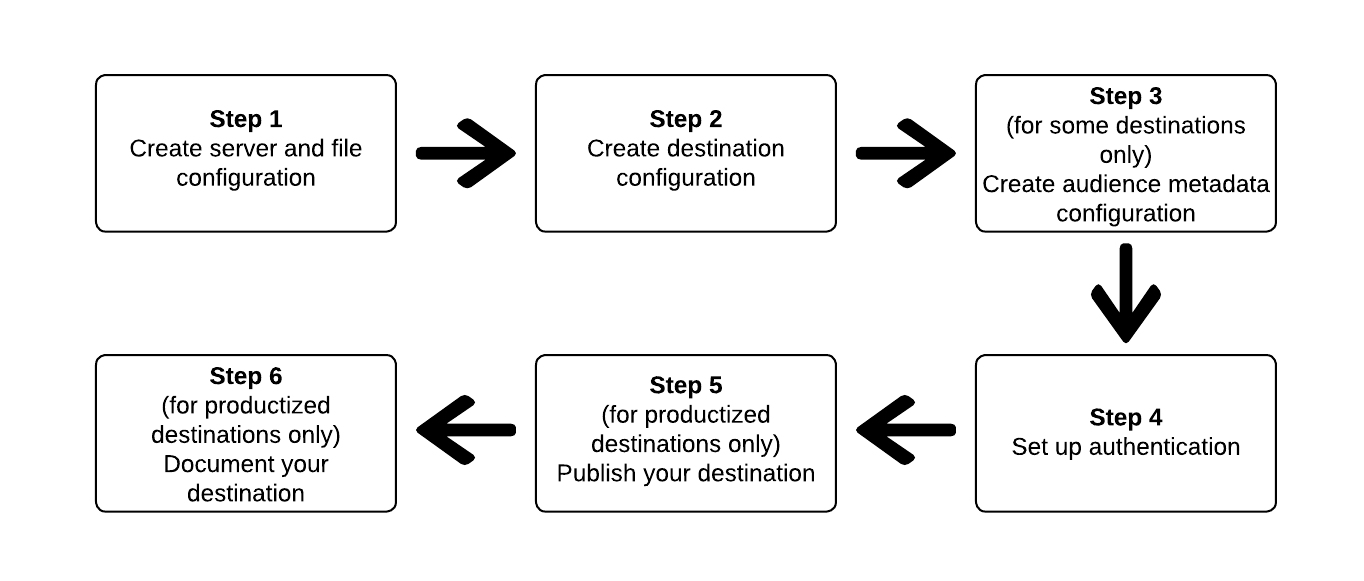 Step 1
Create server and file
configuration
Step 2
Create destination
configuration
Step 3
(for some destinations
only)
Create audience metadata
configuration
Step 4
Set up authentication
Step 5
(for productized
destinations only)
Publish your destination
Step 6
(for productized
destinations only)
Document your
destination